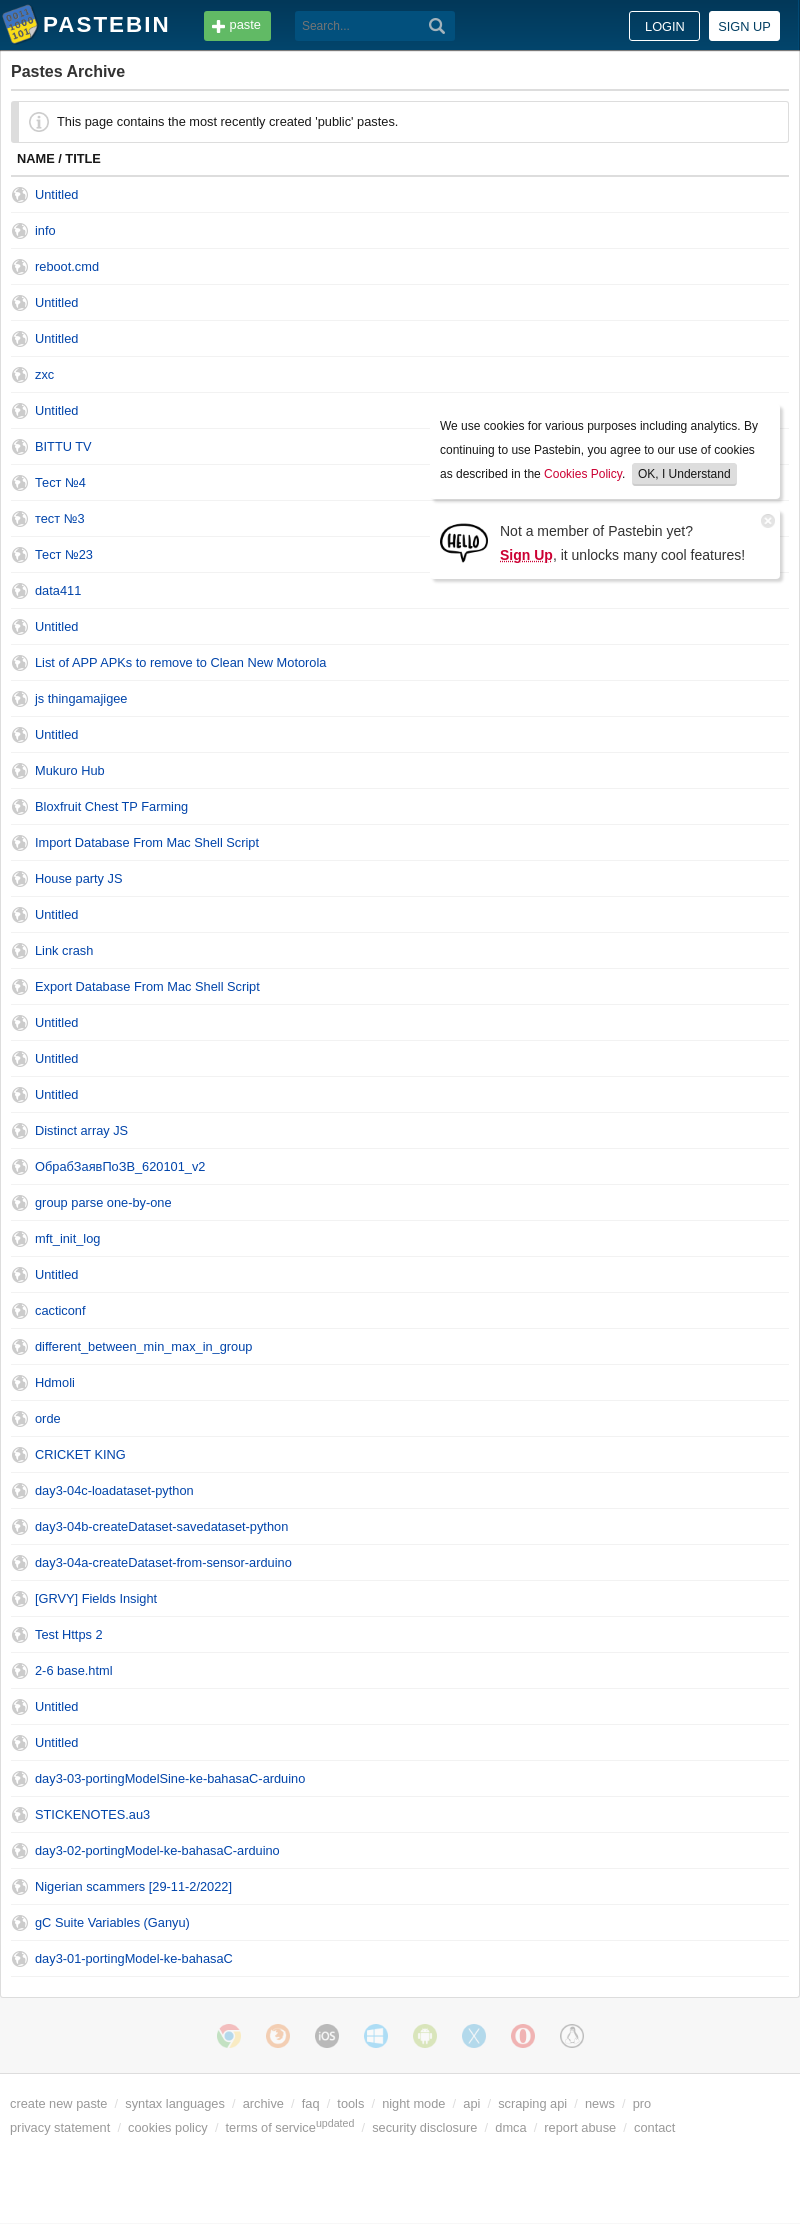 PASTEBIN paste Search... LOGIN SIGN UP
Pastes Archive
This page contains the most recently created 'public' pastes.
NAME / TITLE
Untitled
info
reboot.cmd
Untitled
Untitled
zxc
Untitled
BITTU TV
Тест №4
тест №3
Тест №23
data411
We use cookies for various purposes including analytics. By
continuing to use Pastebin, you agree to our use of cookies
as described in the Cookies Policy. OK, I Understand
HELLO
Not a member of Pastebin yet?
Sign Up, it unlocks many cool features!
Untitled
List of APP APKs to remove to Clean New Motorola
js thingamajigee
Untitled
Mukuro Hub
Bloxfruit Chest TP Farming
Import Database From Mac Shell Script
House party JS
Untitled
Link crash
Export Database From Mac Shell Script
Untitled
Untitled
Untitled
Distinct array JS
ОбрабЗаявПоЗВ_620101_v2
group parse one-by-one
mft_init_log
Untitled
cacticonf
different_between_min_max_in_group
Hdmoli
orde
CRICKET KING
day3-04c-loadataset-python
day3-04b-createDataset-savedataset-python
day3-04a-createDataset-from-sensor-arduino
[GRVY] Fields Insight
Test Https 2
2-6 base.html
Untitled
Untitled
day3-03-portingModelSine-ke-bahasaC-arduino
STICKENOTES.au3
day3-02-portingModel-ke-bahasaC-arduino
Nigerian scammers [29-11-2/2022]
gC Suite Variables (Ganyu)
day3-01-portingModel-ke-bahasaC
iOS
create new paste / syntax languages / archive / faq / tools / night mode / api / scraping api / news / pro
privacy statement / cookies policy / terms of service updated / security disclosure / dmca / report abuse / contact